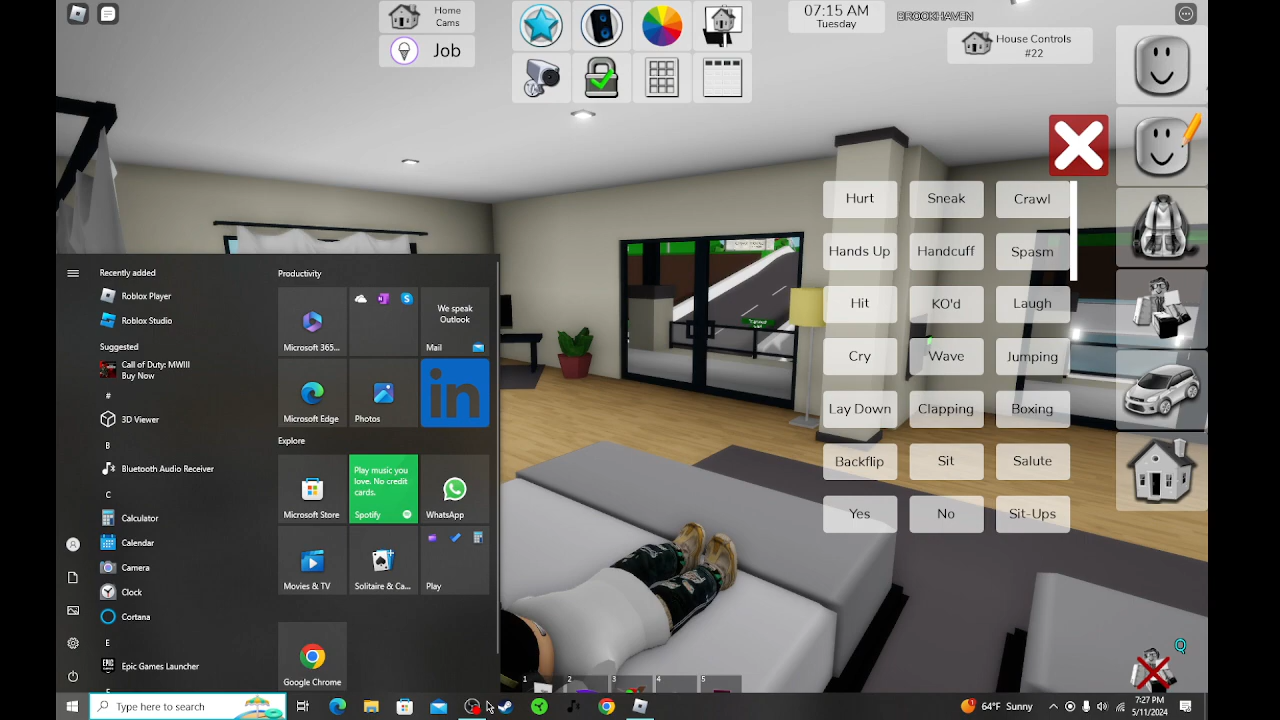 Home
Cams
Job
07:15 AM
Tuesday
BROOKHAVEN
House Controls
#22
Hurt
Sneak
Crawl
Hands Up
Handcuff
Spasm
Hit
KO'd
Laugh
Cry
Wave
Jumping
Lay Down
Clapping
Boxing
Backflip
Sit
Salute
Yes
No
Sit-Ups
Q
Recently added
Roblox Player
Roblox Studio
Suggested
Call of Duty: MWIII
Buy Now
#
3D Viewer
B
Bluetooth Audio Receiver
C
Calculator
Calendar
Camera
Clock
Cortana
E
EPIC
GAMES
Epic Games Launcher
Productivity
Microsoft 365...
We speak
Outlook
Mail
Microsoft Edge
Photos
in
Explore
Microsoft Store
Play music you
love. No credit
cards.
Spotify
WhatsApp
Movies & TV
Solitaire & Ca...
Play
Google Chrome
1
2
3
4
5
Type here to search
64°F Sunny
7:27 PM
5/11/2024